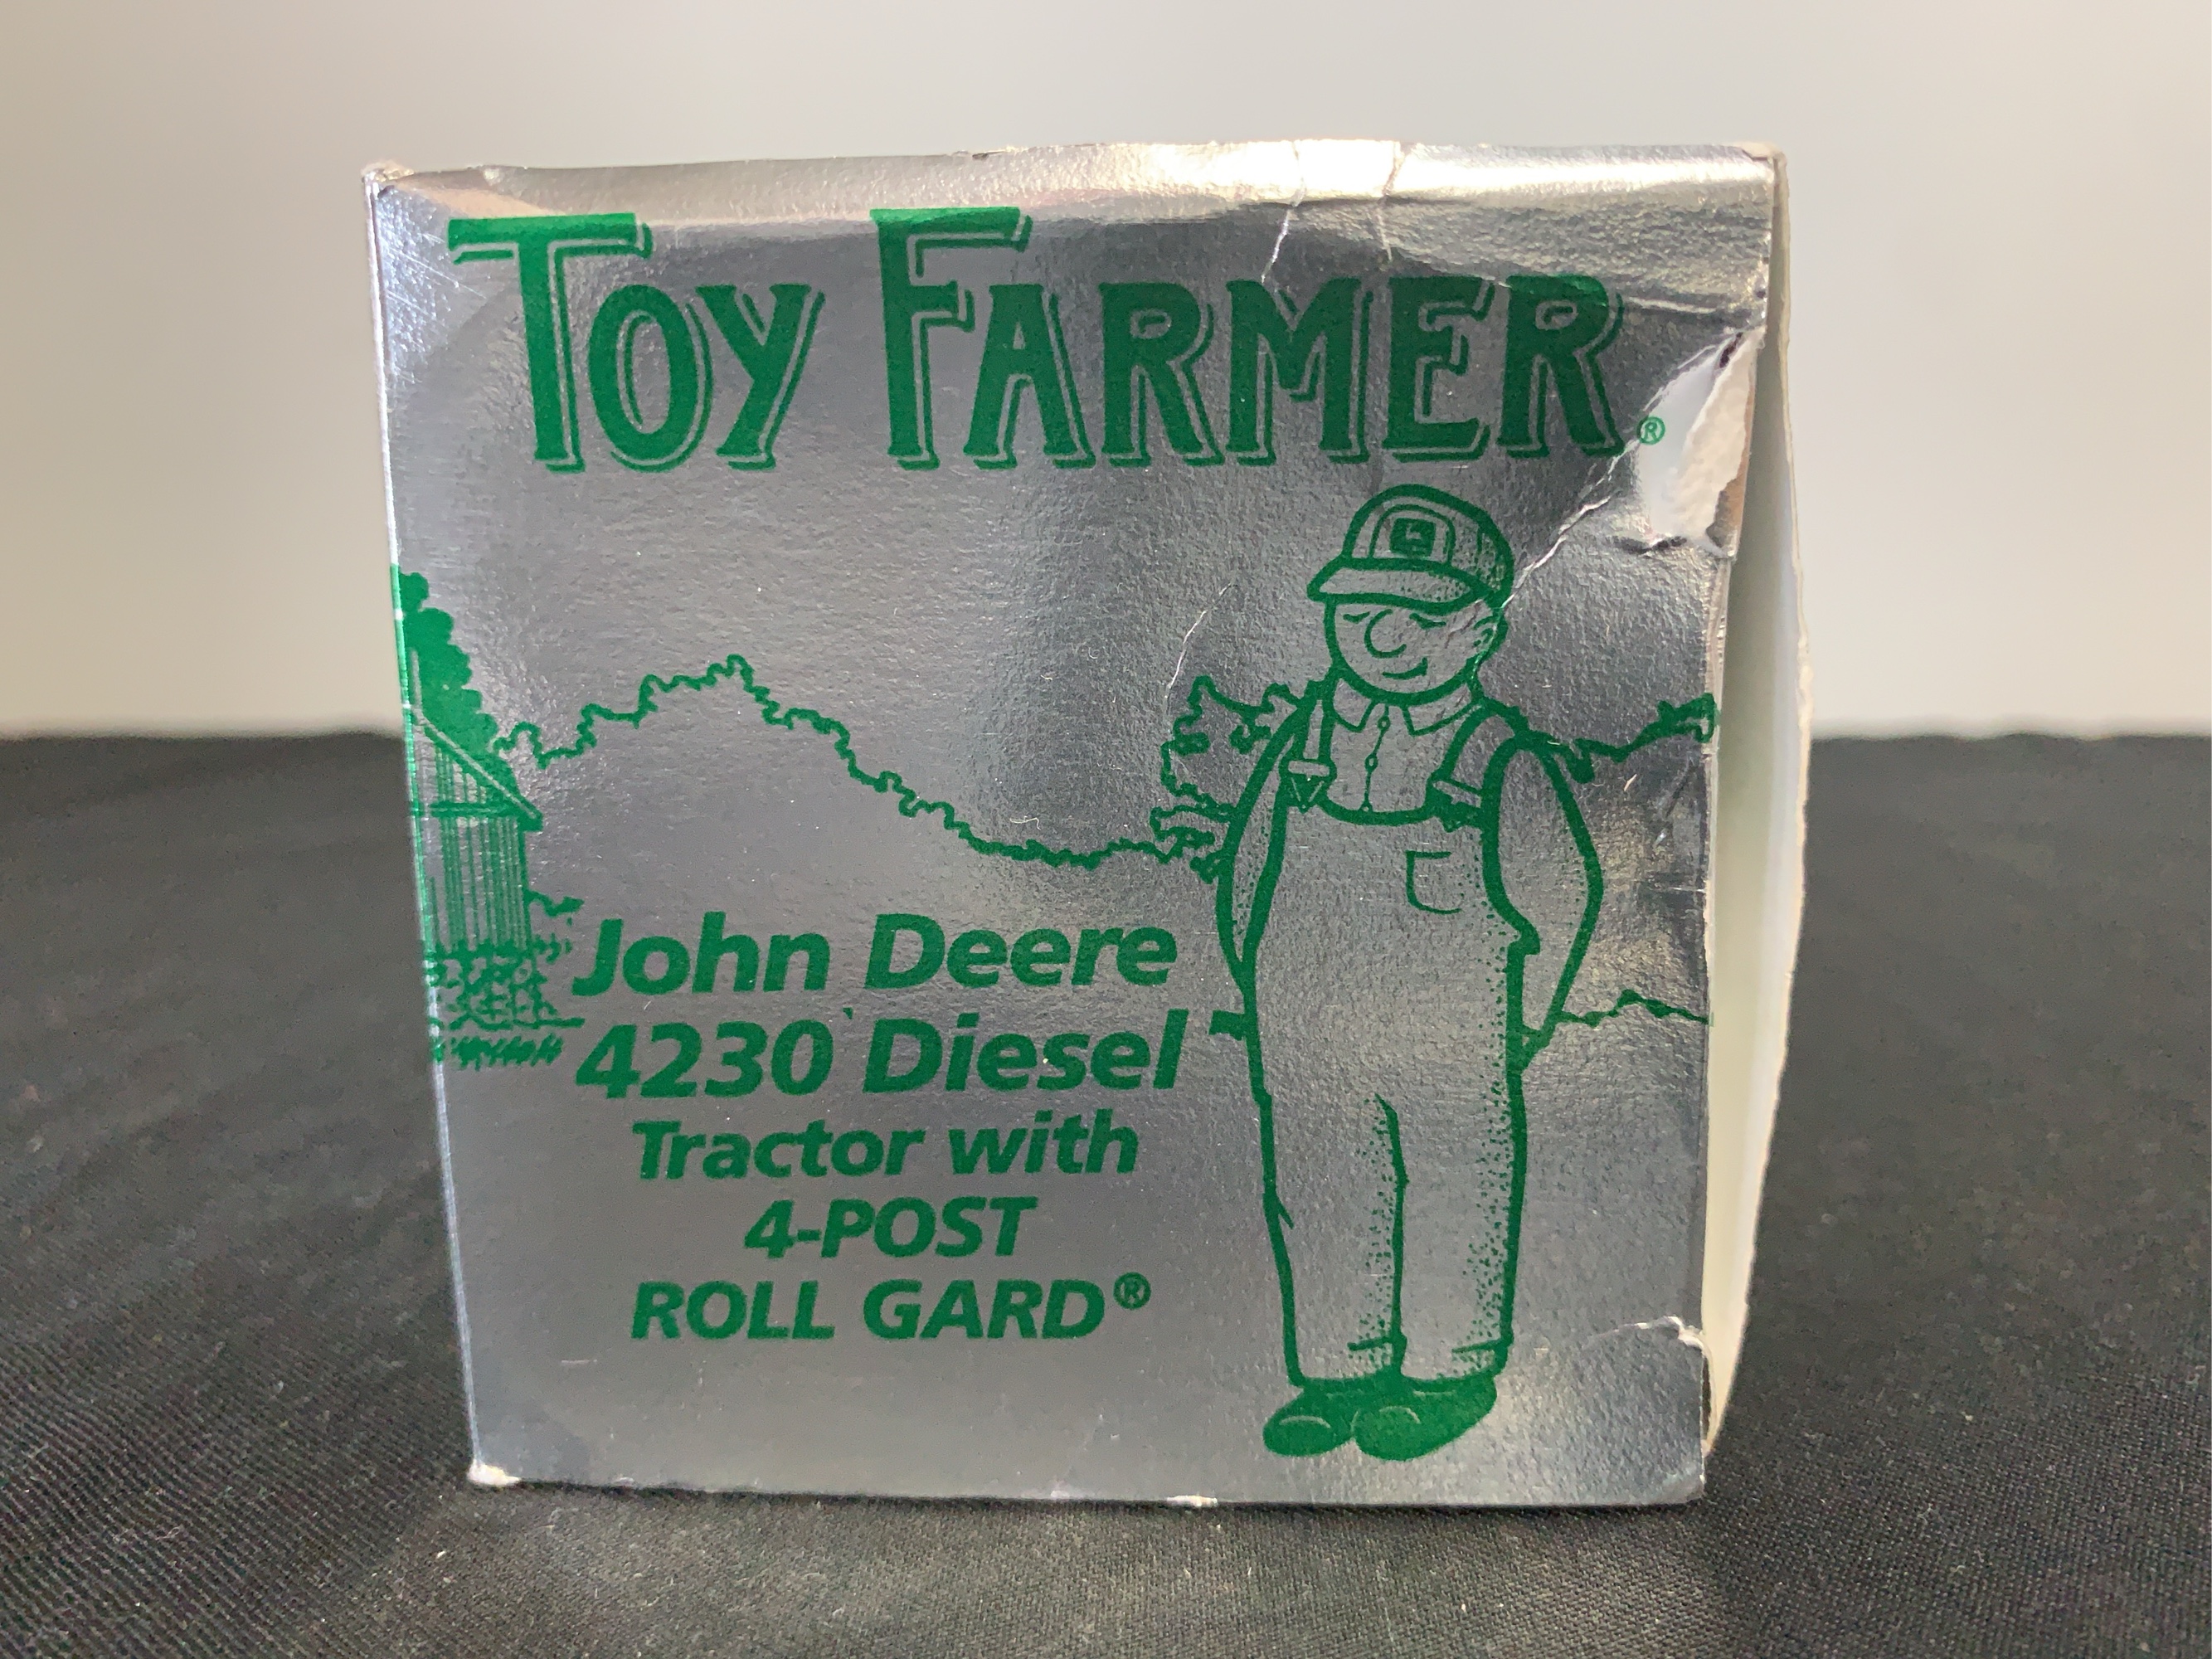 TOY FARMER®
John Deere
4230 Diesel
Tractor with
4-POST
ROLL GARD®